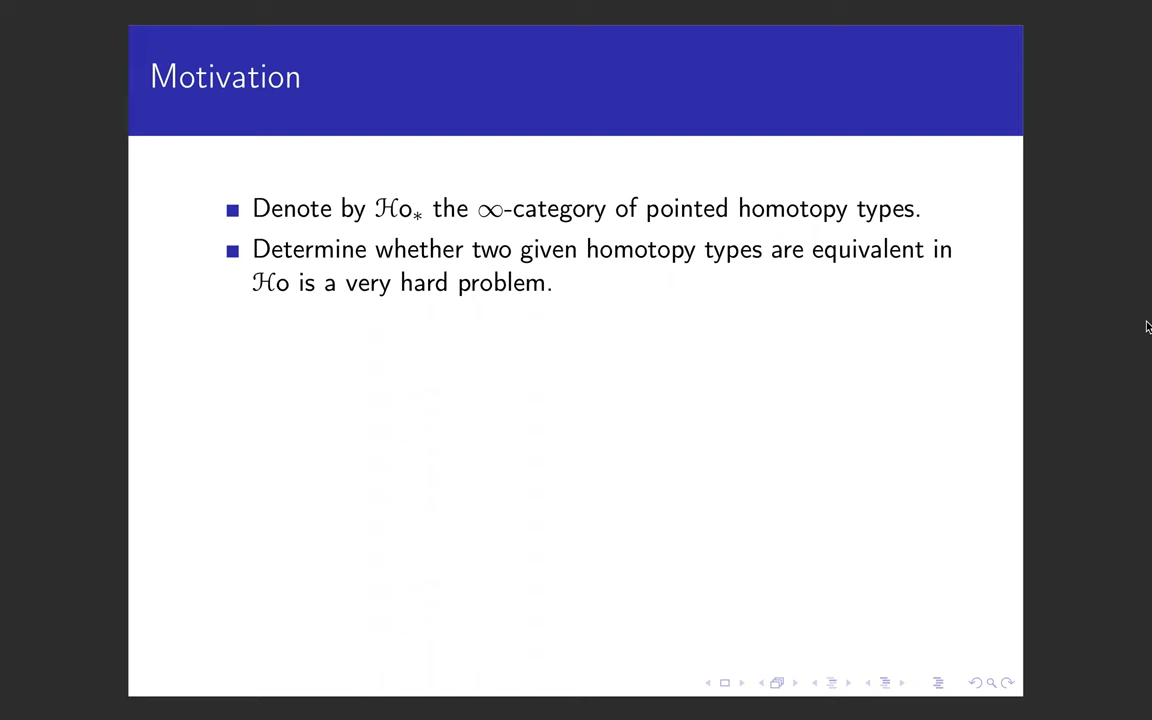 Motivation
Denote by ℋo∗ the ∞-category of pointed homotopy types.
Determine whether two given homotopy types are equivalent in
ℋo is a very hard problem.